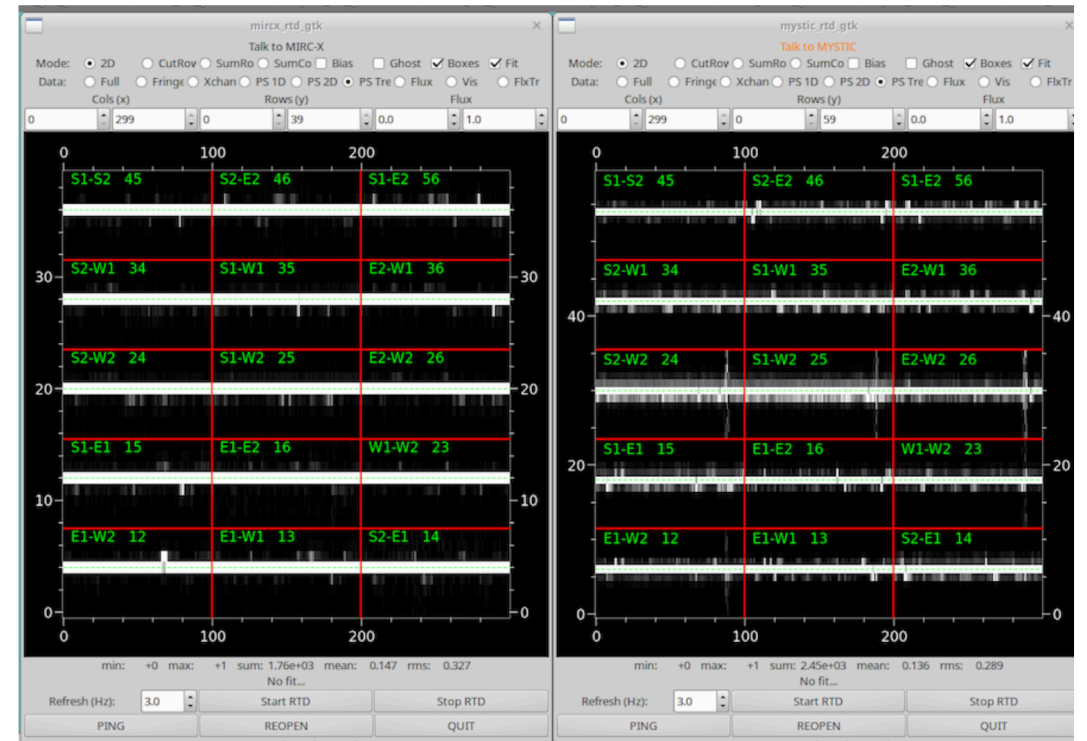 mircx_rtd_gtk
Talk to MIRC-X
Mode: 2D CutRov SumRo SumCo Bias Ghost Boxes Fit
Data: Full Fringe Xchan PS 1D PS 2D PS Tre Flux Vis FlxTr
Cols (x) Rows (y) Flux
0 299 0 39 0.0 1.0
0 100 200
S1-S2 45 S2-E2 46 S1-E2 56
S2-W1 34 S1-W1 35 E2-W1 36
30 30
S2-W2 24 S1-W2 25 E2-W2 26
20 20
S1-E1 15 E1-E2 16 W1-W2 23
10 10
E1-W2 12 E1-W1 13 S2-E1 14
0 0
0 100 200
min: +0 max: +1 sum: 1.76e+03 mean: 0.147 rms: 0.327
No fit...
Refresh (Hz): 3.0 Start RTD Stop RTD
PING REOPEN QUIT
mystic_rtd_gtk
Talk to MYSTIC
Mode: 2D CutRov SumRo SumCo Bias Ghost Boxes Fit
Data: Full Fringe Xchan PS 1D PS 2D PS Tre Flux Vis FlxTr
Cols (x) Rows (y) Flux
0 299 0 59 0.0 1.0
0 100 200
S1-S2 45 S2-E2 46 S1-E2 56
S2-W1 34 S1-W1 35 E2-W1 36
40 40
S2-W2 24 S1-W2 25 E2-W2 26
S1-E1 15 E1-E2 16 W1-W2 23
20 20
E1-W2 12 E1-W1 13 S2-E1 14
0 0
0 100 200
min: +0 max: +1 sum: 2.45e+03 mean: 0.136 rms: 0.289
No fit...
Refresh (Hz): 3.0 Start RTD Stop RTD
PING REOPEN QUIT